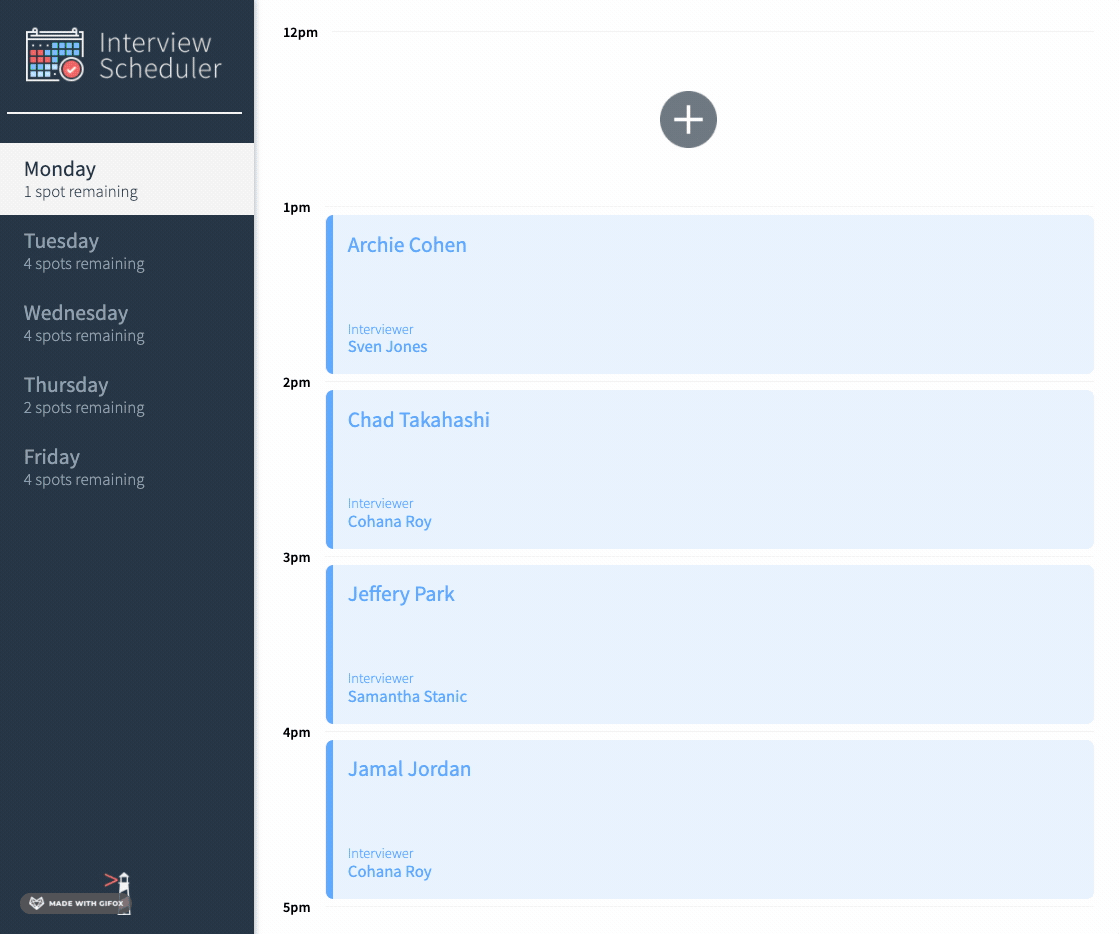 Interview
Scheduler
Monday
1 spot remaining
Tuesday
4 spots remaining
Wednesday
4 spots remaining
Thursday
2 spots remaining
Friday
4 spots remaining
MADE WITH GIFOX
12pm
1pm
Archie Cohen
Interviewer
Sven Jones
2pm
Chad Takahashi
Interviewer
Cohana Roy
3pm
Jeffery Park
Interviewer
Samantha Stanic
4pm
Jamal Jordan
Interviewer
Cohana Roy
5pm